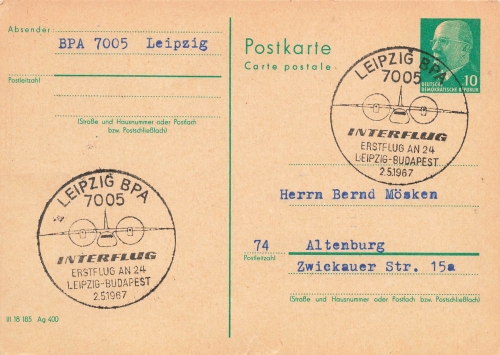 Absender:
BPA 7005 Leipzig
Postleitzahl
(Straße und Hausnummer oder Postfach
bzw. Postschließfach)
LEIPZIG BPA
7005
INTERFLUG
ERSTFLUG AN 24
LEIPZIG-BUDAPEST
2.5.1967
III 18 185 Ag 400
Postkarte
Carte postale
10
DEUTSCHE
DEMOKRATISCHE REPUBLIK
LEIPZIG BPA
7005
INTERFLUG
ERSTFLUG AN 24
LEIPZIG-BUDAPEST
2.5.1967
Herrn Bernd Mösken
74 Altenburg
Postleitzahl
Zwickauer Str. 15a
(Straße und Hausnummer oder Postfach bzw. Postschließfach)